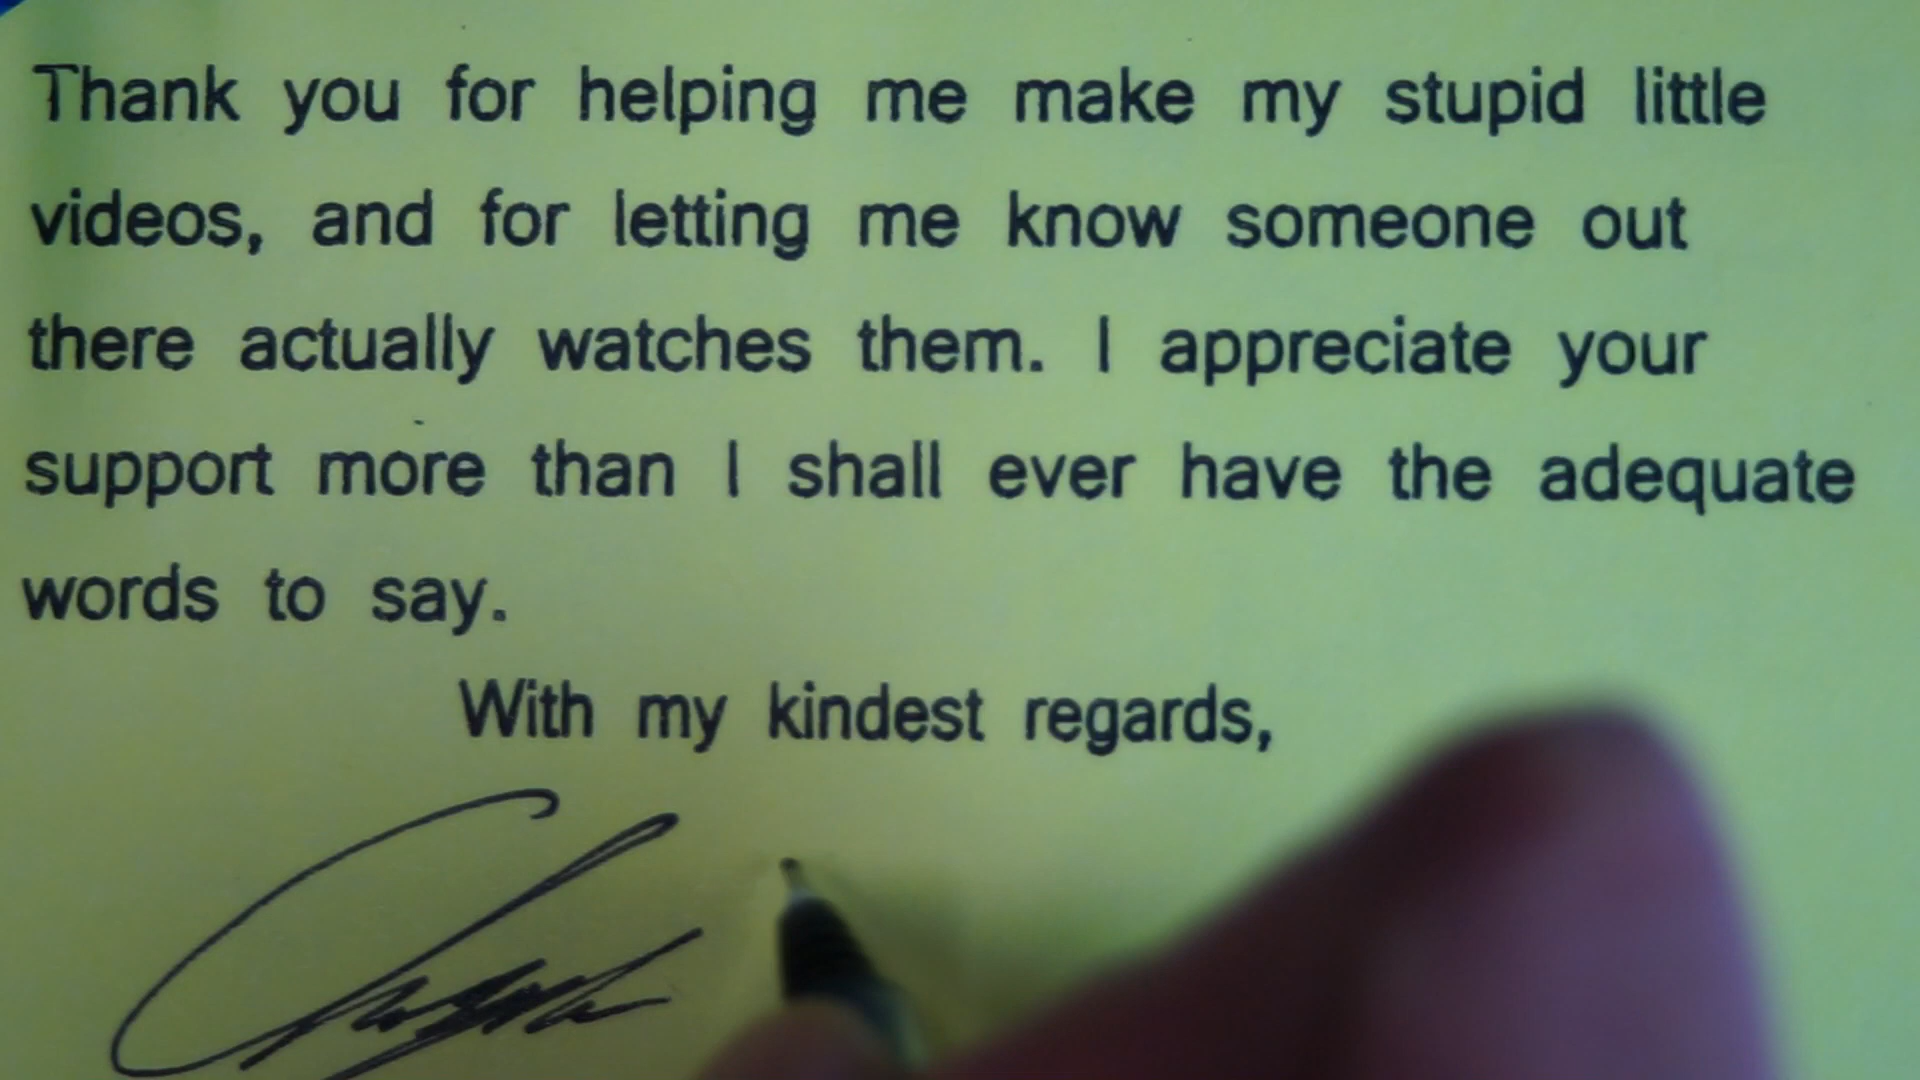 Thank you for helping me make my stupid little
videos, and for letting me know someone out
there actually watches them. I appreciate your
support more than I shall ever have the adequate
words to say.
With my kindest regards,